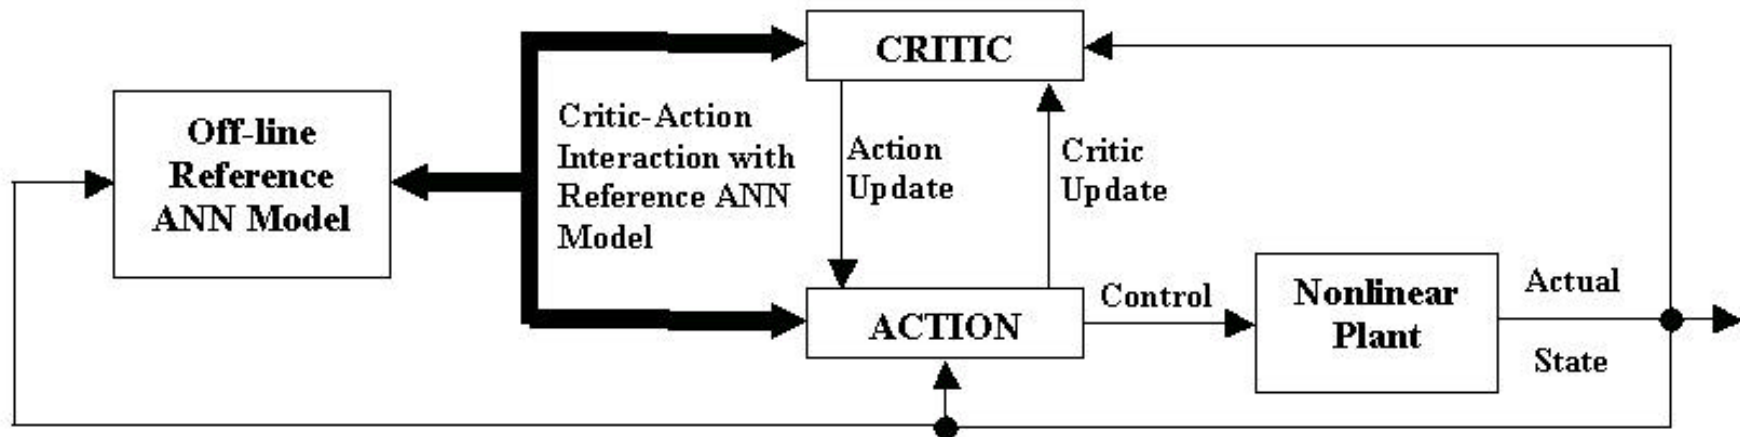 CRITIC
Off-line
Reference
ANN Model
Critic-Action
Interaction with
Reference ANN
Model
Action
Update
Critic
Update
ACTION
Control
Nonlinear
Plant
Actual
State